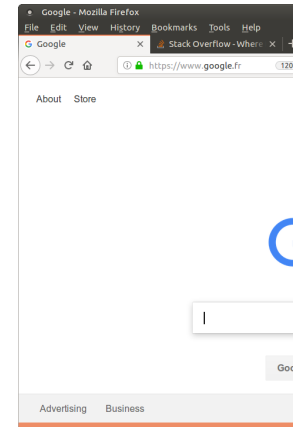 Google - Mozilla Firefox
File Edit View History Bookmarks Tools Help
Google Stack Overflow - Where
https://www.google.fr 120
About Store
Goo
Advertising Business